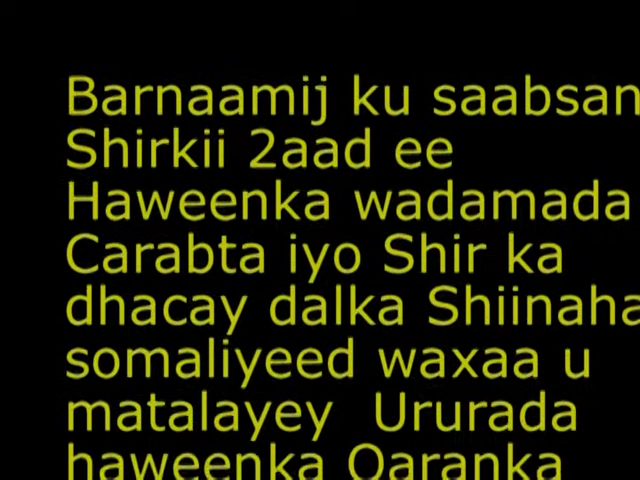 Barnaamij ku saabsan
Shirkii 2aad ee
Haweenka wadamada
Carabta iyo Shir ka
dhacay dalka Shiinaha
somaliyeed waxaa u
matalayey Ururada
haweenka Qaranka